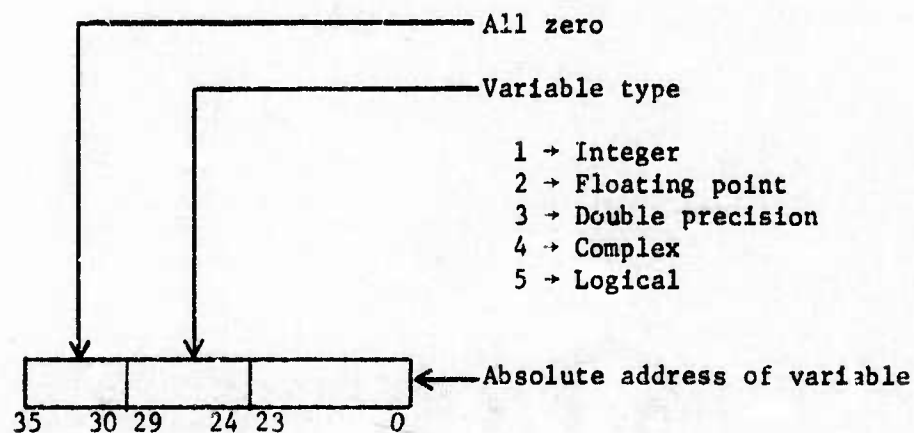 All zero
Variable type
1 → Integer
2 → Floating point
3 → Double precision
4 → Complex
5 → Logical
Absolute address of variable
35 30 29 24 23 0